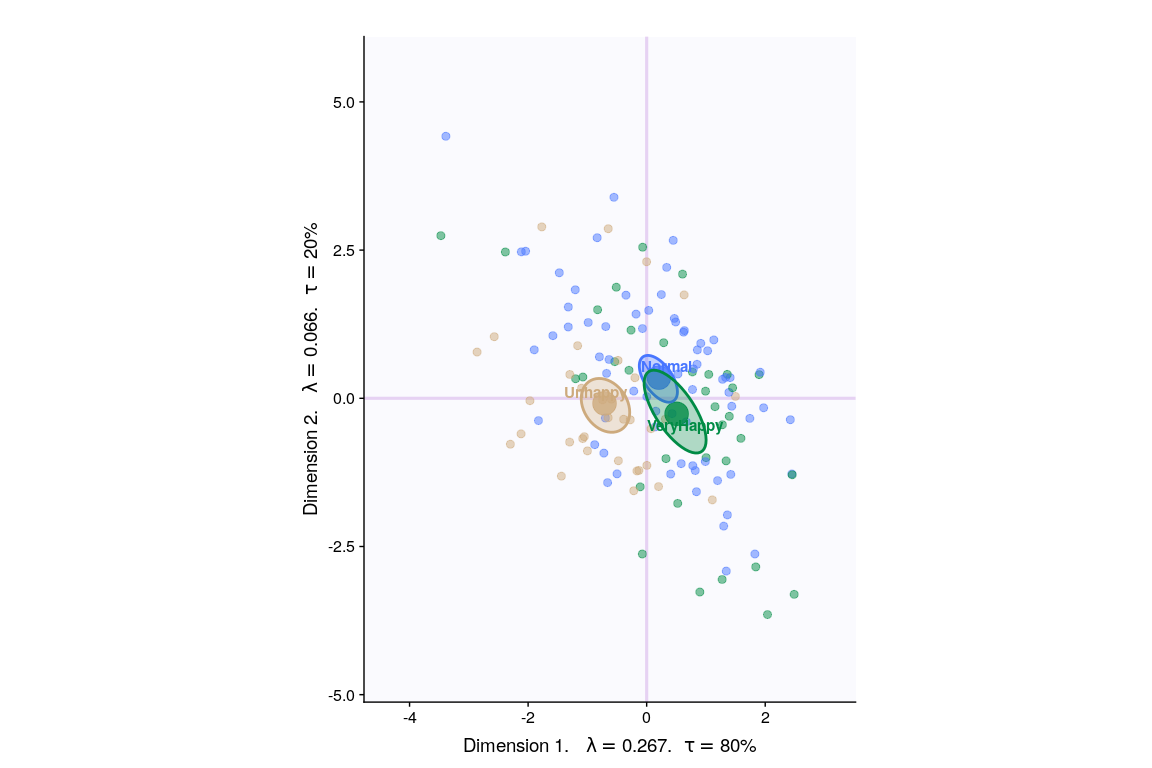 5.0
2.5
0.0
-2.5
-5.0
Dimension 2. λ = 0.066. τ = 20%
Normal
Unhappy
VeryHappy
-4
-2
0
2
Dimension 1. λ = 0.267. τ = 80%